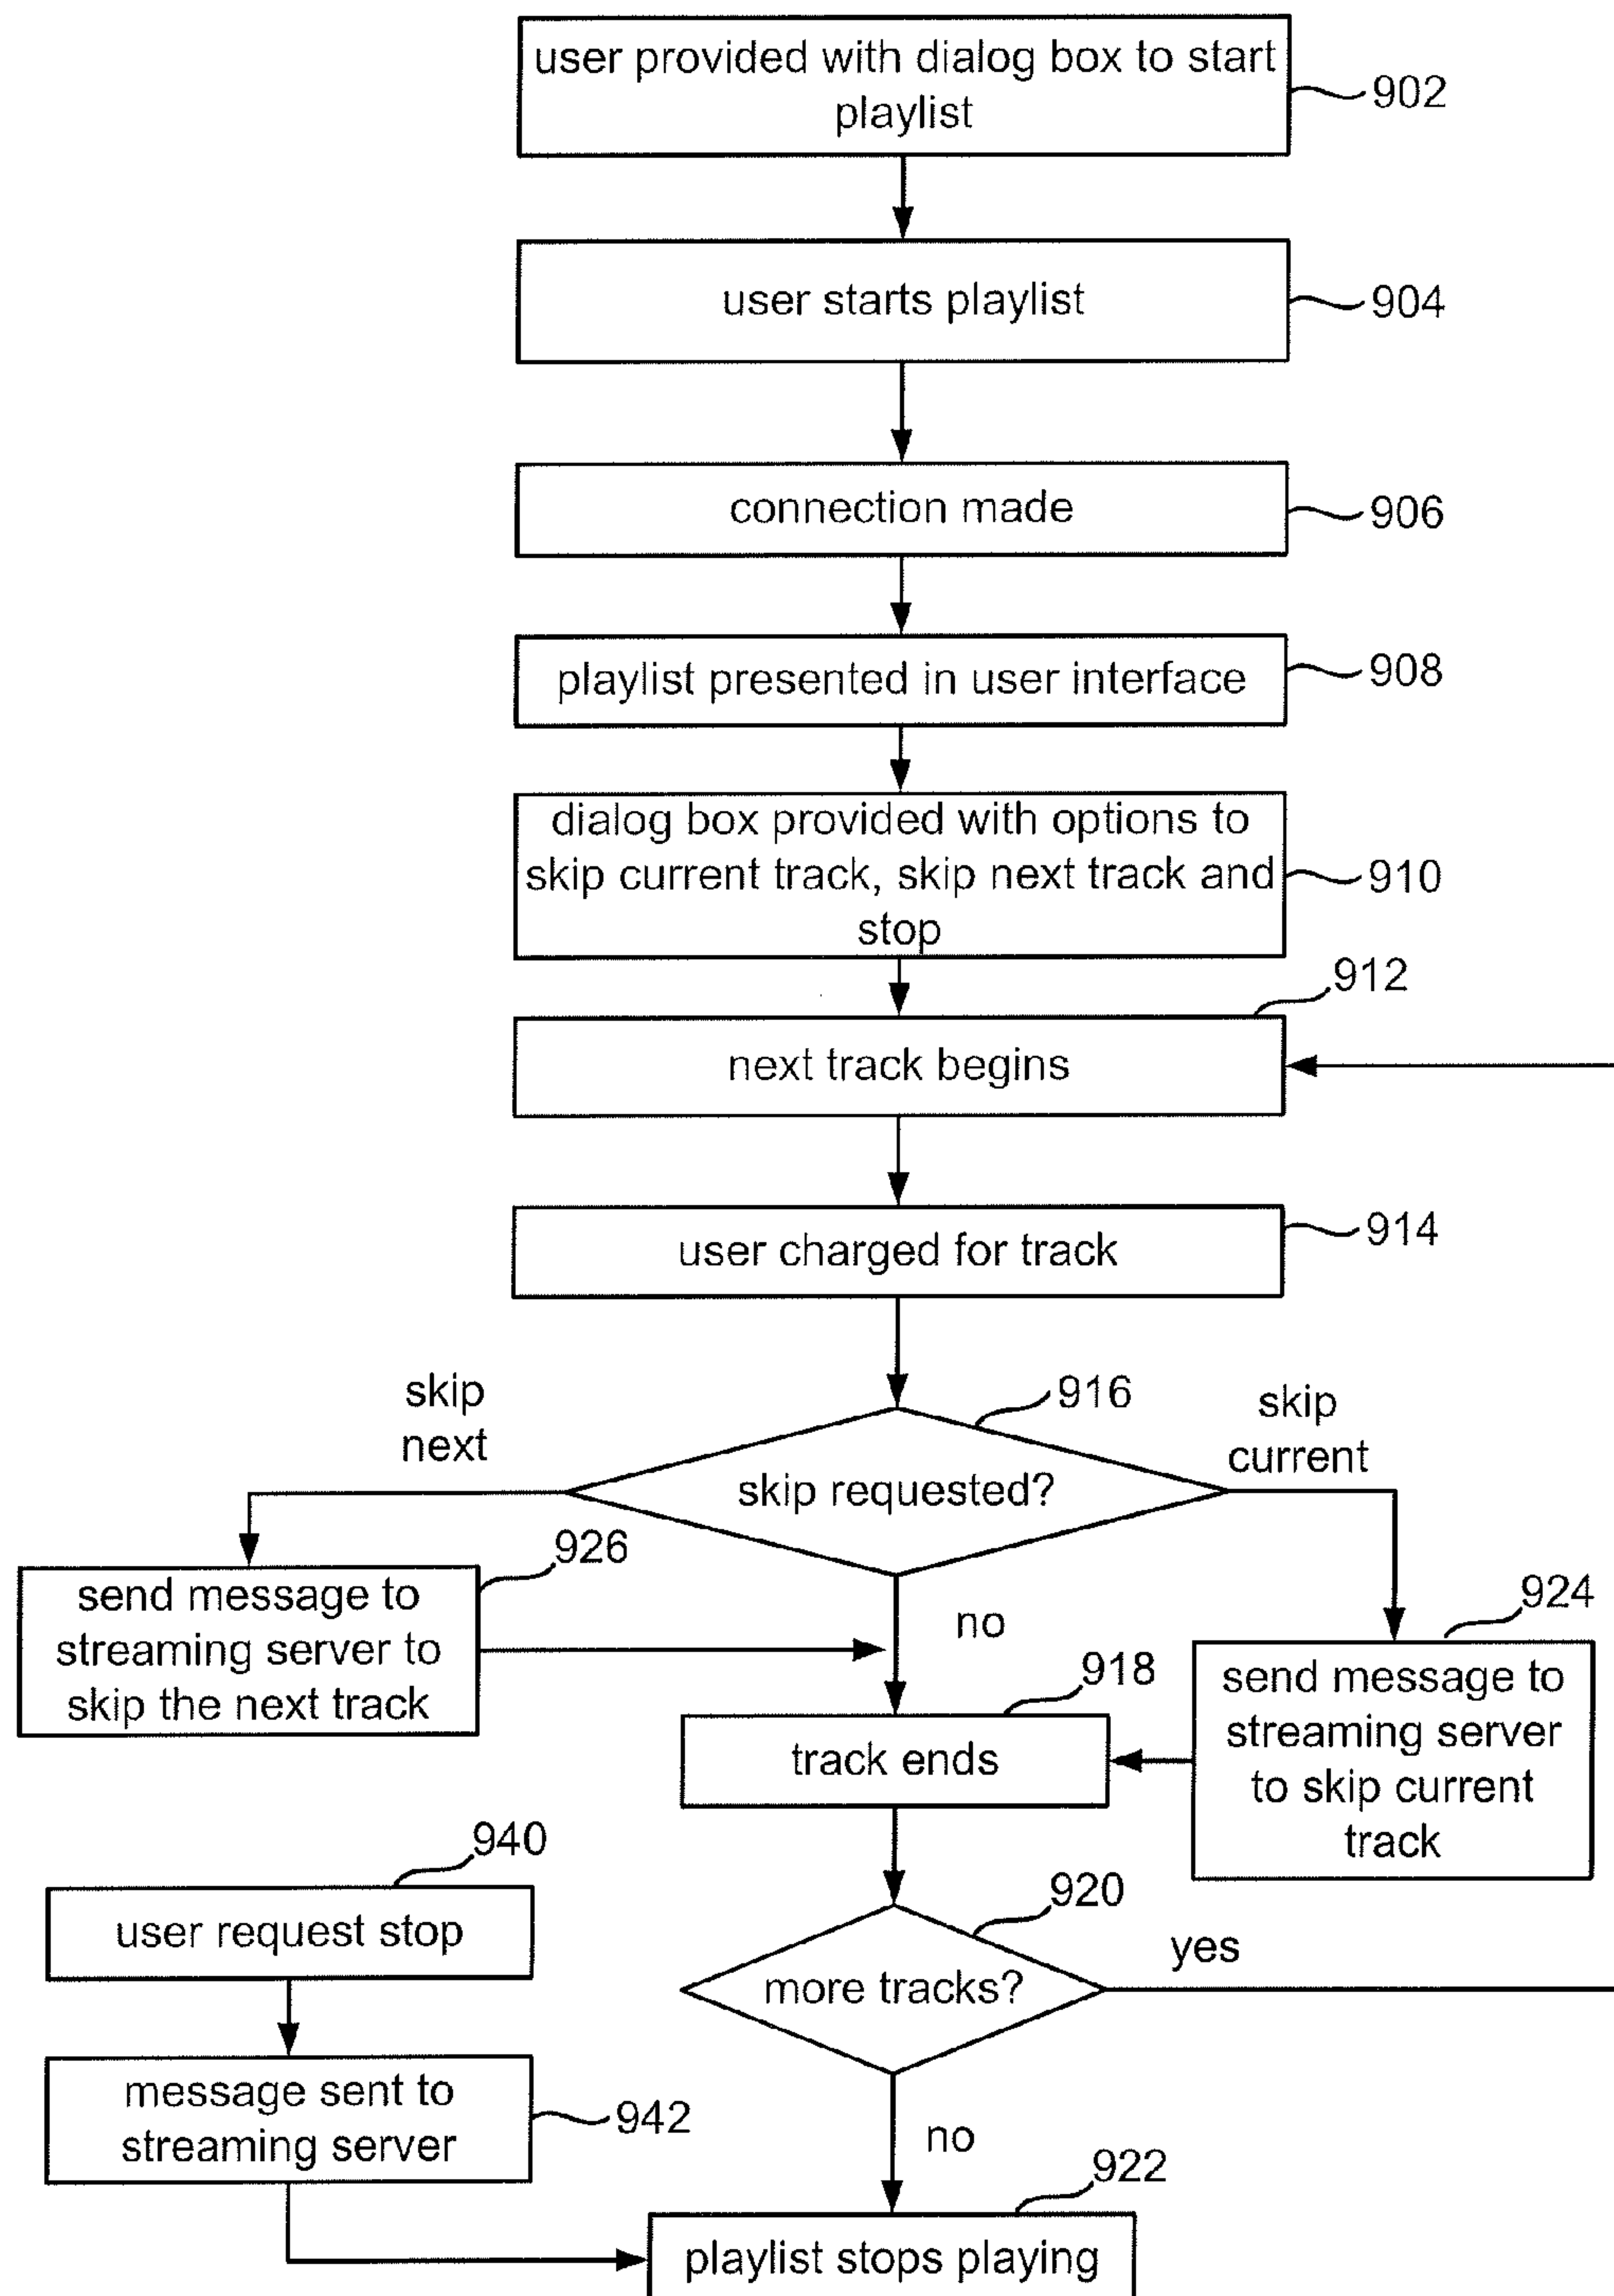 user provided with dialog box to start
playlist
902
user starts playlist
904
connection made
906
playlist presented in user interface
908
dialog box provided with options to
skip current track, skip next track and
stop
910
912
next track begins
user charged for track
914
916
skip
next
skip
current
skip requested?
926
send message to
streaming server to
skip the next track
no
924
send message to
streaming server
to skip current
track
918
track ends
940
user request stop
920
more tracks?
yes
message sent to
streaming server
942
no
922
playlist stops playing